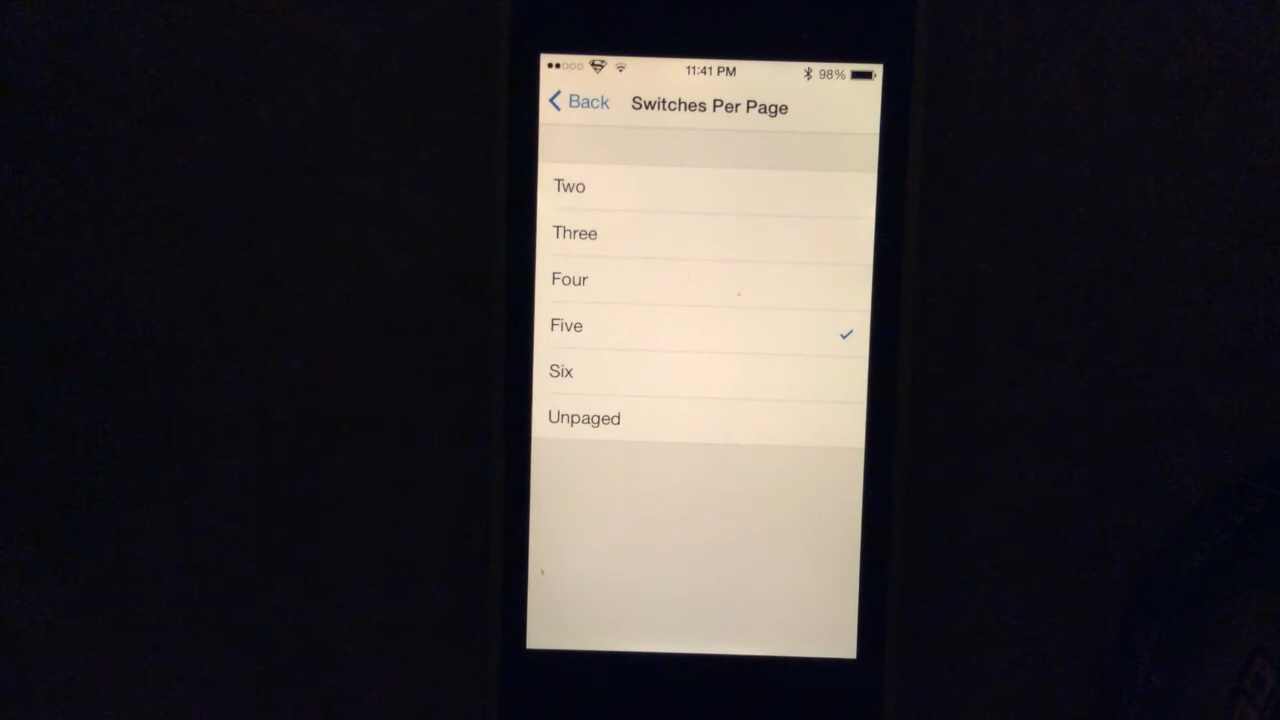 11:41 PM 98%
Back Switches Per Page
Two
Three
Four
Five
Six
Unpaged